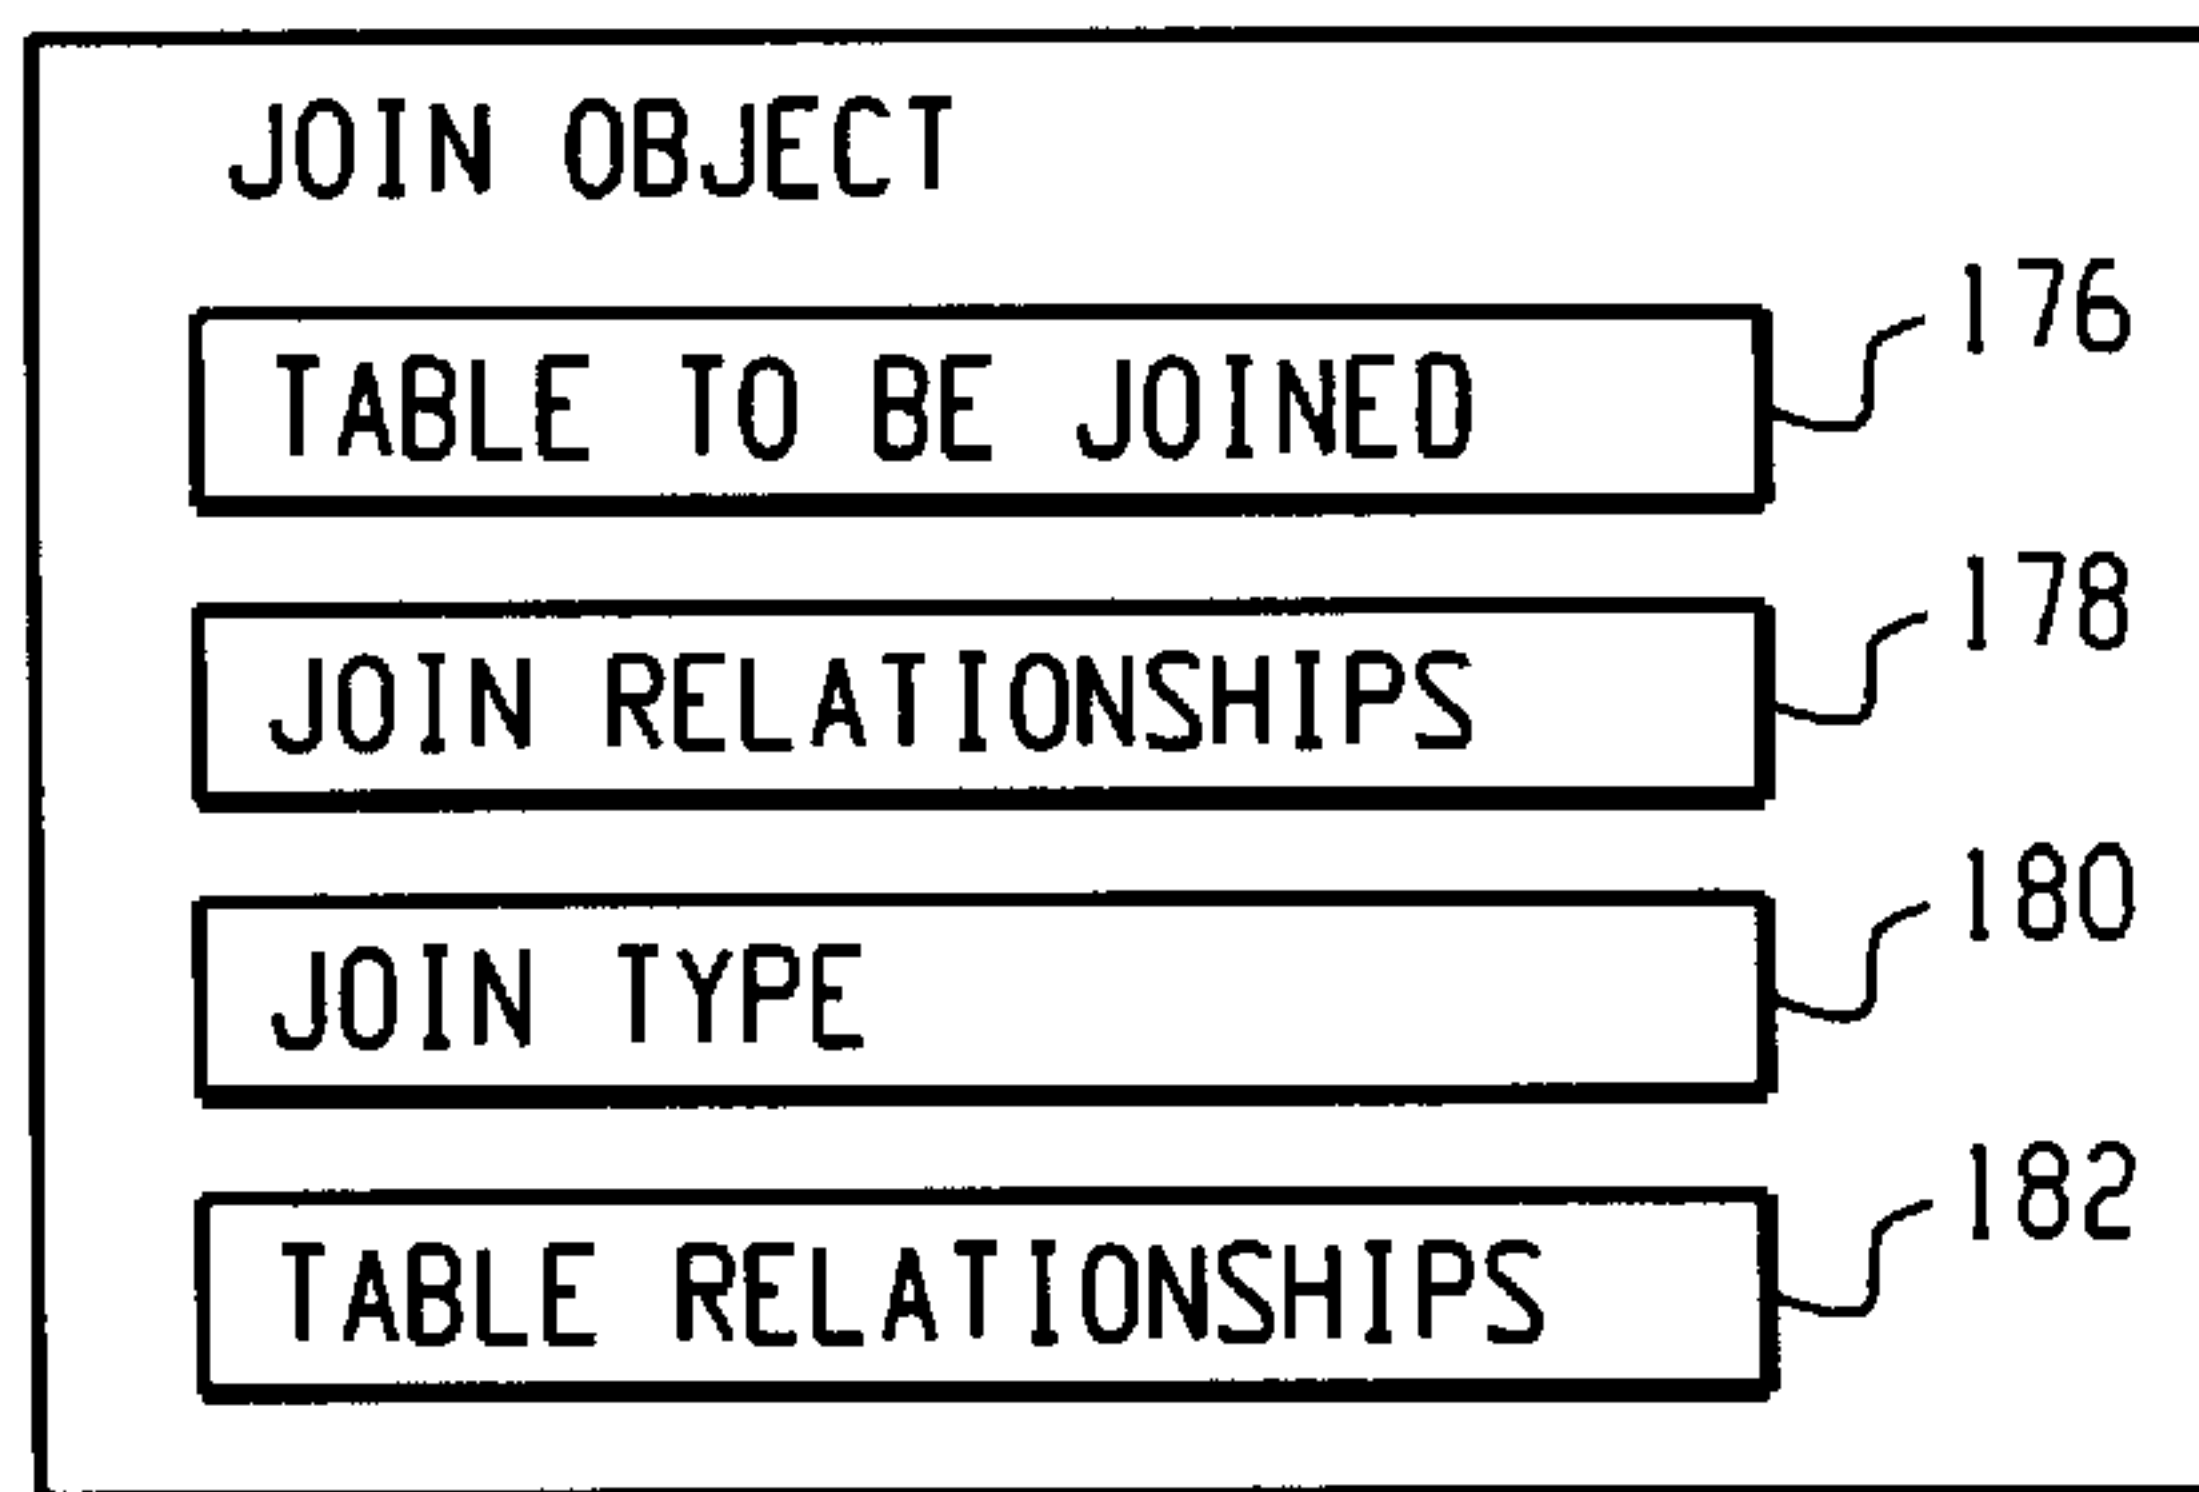 JOIN OBJECT
176
TABLE TO BE JOINED
178
JOIN RELATIONSHIPS
180
JOIN TYPE
182
TABLE RELATIONSHIPS